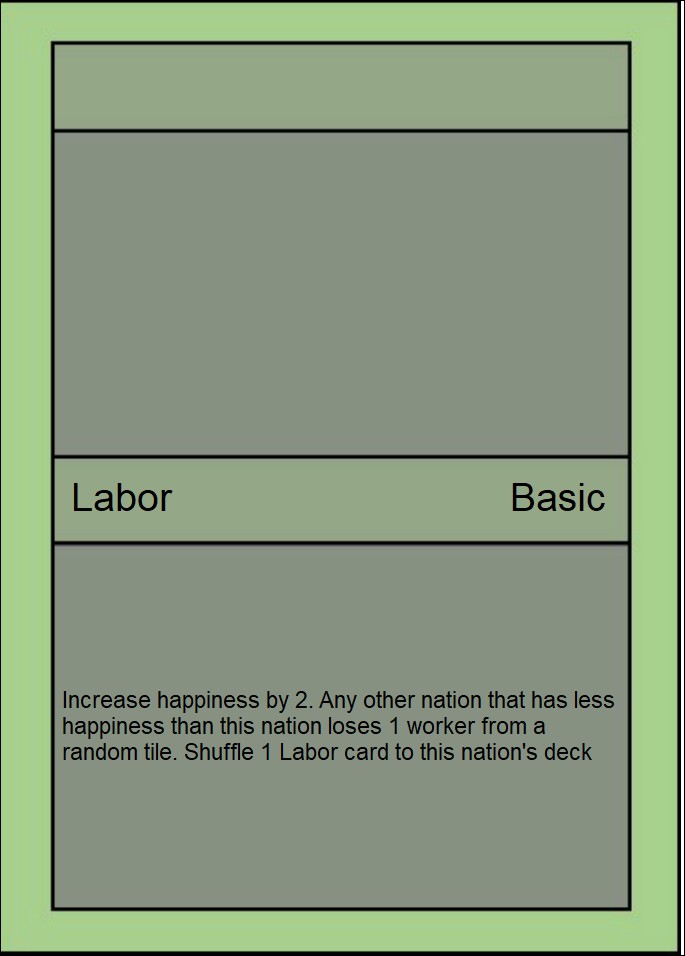 Labor Basic
Increase happiness by 2. Any other nation that has less
happiness than this nation loses 1 worker from a
random tile. Shuffle 1 Labor card to this nation's deck